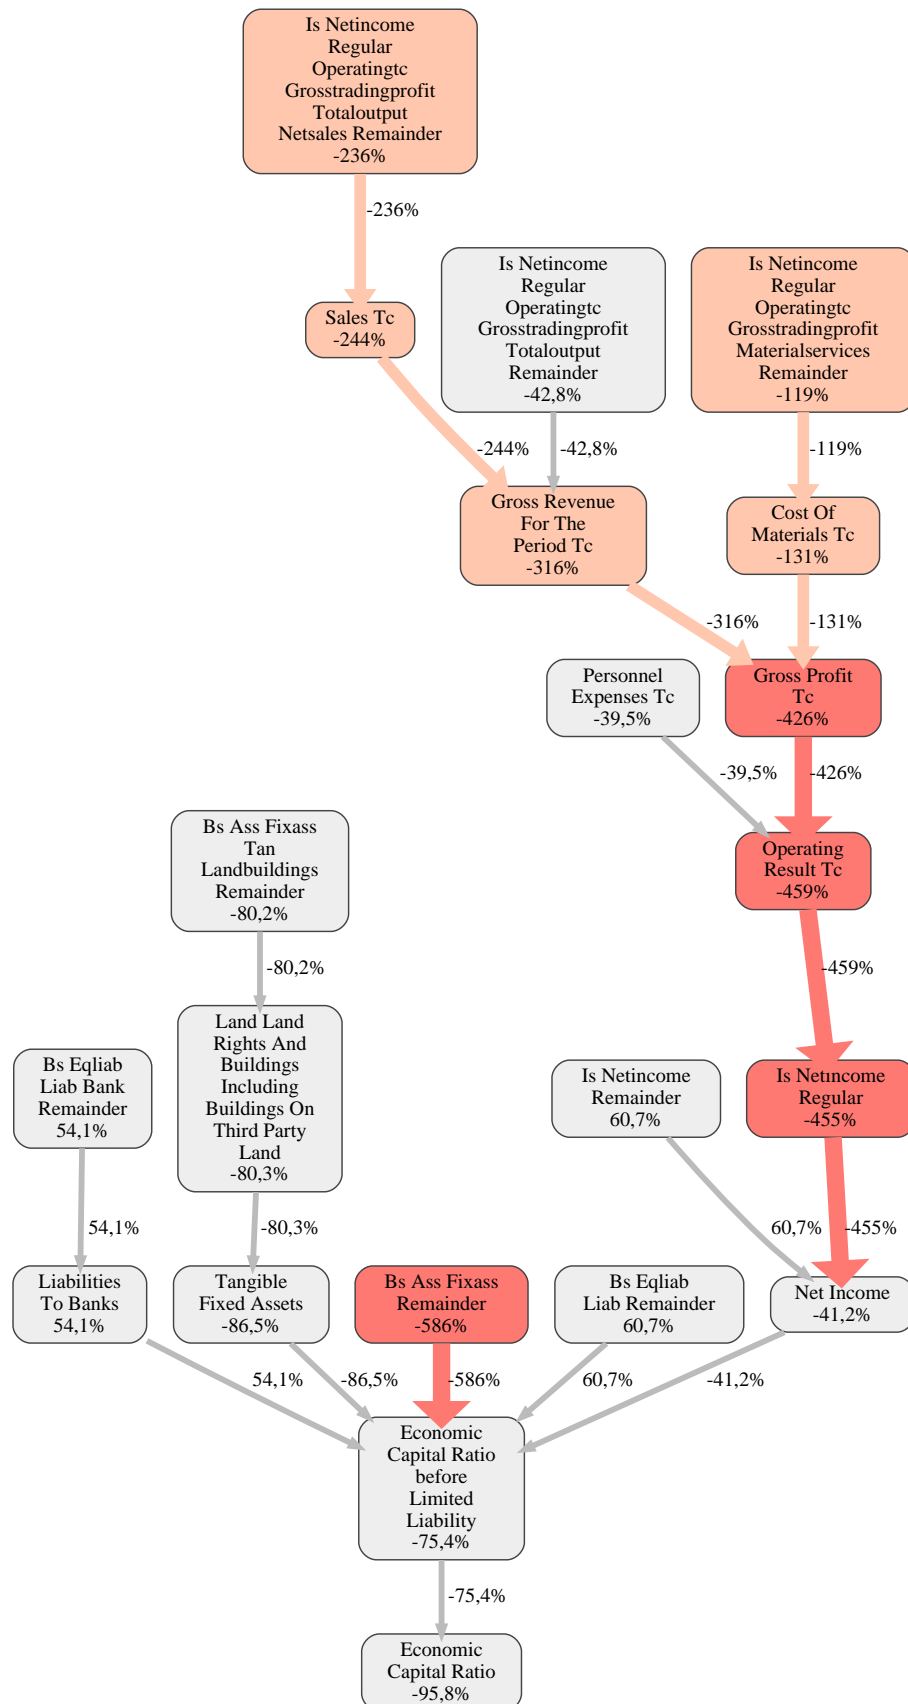 Is Netincome
Regular
Operatingtc
Grosstradingprofit
Totaloutput
Netsales Remainder
-236%
-236%
Sales Tc
-244%
Is Netincome
Regular
Operatingtc
Grosstradingprofit
Totaloutput
Remainder
-42,8%
Is Netincome
Regular
Operatingtc
Grosstradingprofit
Materialservices
Remainder
-119%
-244%
-42,8%
-119%
Gross Revenue
For The
Period Tc
-316%
Cost Of
Materials Tc
-131%
-316%
-131%
Personnel
Expenses Tc
-39,5%
Gross Profit
Tc
-426%
-39,5%
-426%
Bs Ass Fixass
Tan
Landbuildings
Remainder
-80,2%
Operating
Result Tc
-459%
-80,2%
-459%
Bs Eqliab
Liab Bank
Remainder
54,1%
Land Land
Rights And
Buildings
Including
Buildings On
Third Party
Land
-80,3%
Is Netincome
Remainder
60,7%
Is Netincome
Regular
-455%
54,1%
-80,3%
60,7%
-455%
Liabilities
To Banks
54,1%
Tangible
Fixed Assets
-86,5%
Bs Ass Fixass
Remainder
-586%
Bs Eqliab
Liab Remainder
60,7%
Net Income
-41,2%
54,1%
-86,5%
-586%
60,7%
-41,2%
Economic
Capital Ratio
before
Limited
Liability
-75,4%
-75,4%
Economic
Capital Ratio
-95,8%